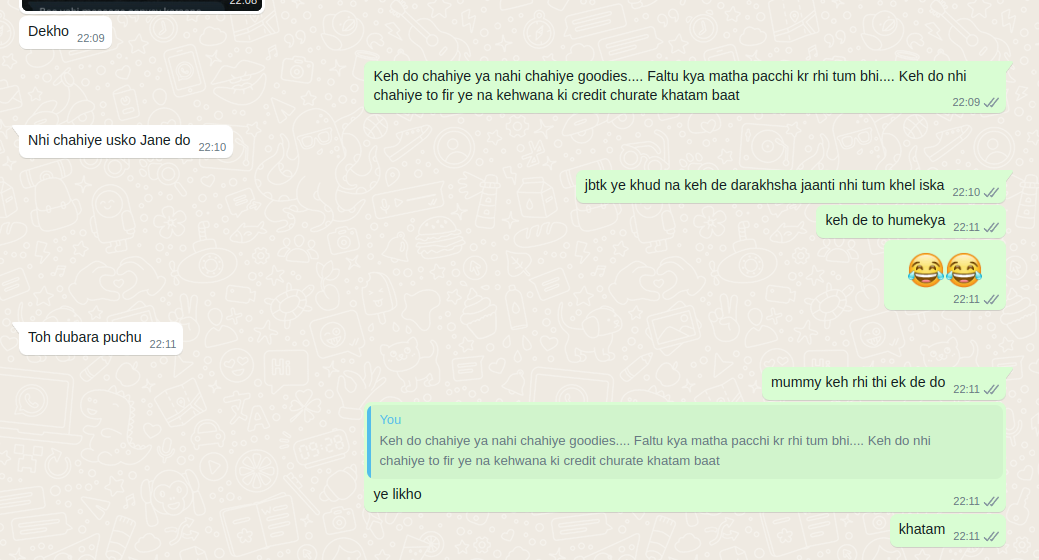 22:08
Dekho 22:09
Keh do chahiye ya nahi chahiye goodies.... Faltu kya matha pacchi kr rhi tum bhi.... Keh do nhi
chahiye to fir ye na kehwana ki credit churate khatam baat 22:09
Nhi chahiye usko Jane do 22:10
jbtk ye khud na keh de darakhsha jaanti nhi tum khel iska 22:10
keh de to humekya 22:11
😂😂
22:11
Toh dubara puchu 22:11
mummy keh rhi thi ek de do 22:11
You
Keh do chahiye ya nahi chahiye goodies.... Faltu kya matha pacchi kr rhi tum bhi.... Keh do nhi
chahiye to fir ye na kehwana ki credit churate khatam baat
ye likho 22:11
khatam 22:11